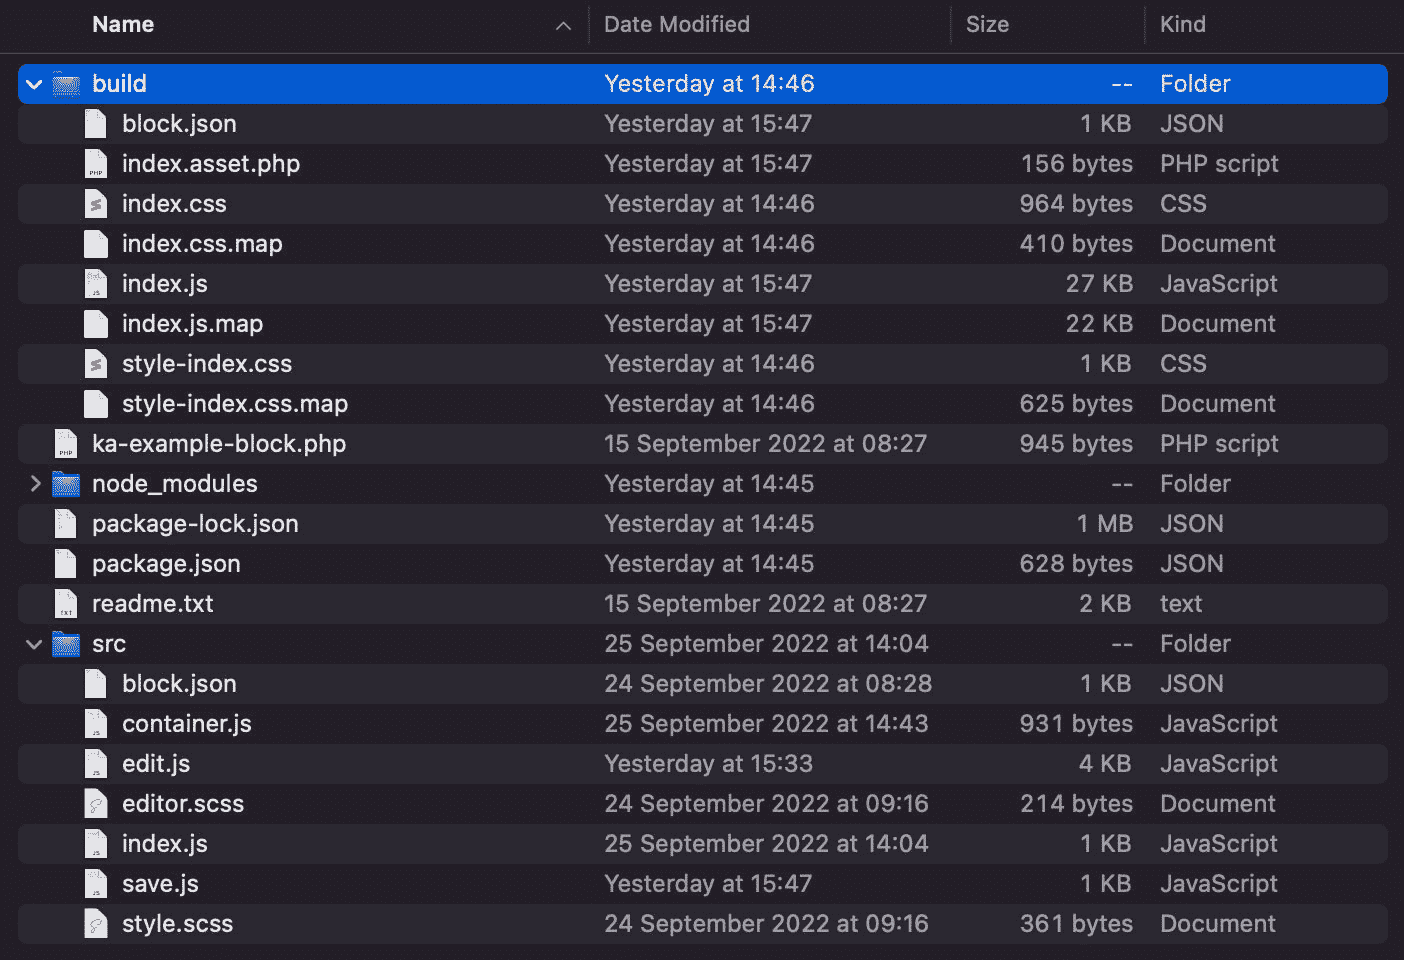 Name Date Modified Size Kind
build Yesterday at 14:46 -- Folder
block.json Yesterday at 15:47 1 KB JSON
PHP index.asset.php Yesterday at 15:47 156 bytes PHP script
index.css Yesterday at 14:46 964 bytes CSS
index.css.map Yesterday at 14:46 410 bytes Document
JS index.js Yesterday at 15:47 27 KB JavaScript
index.js.map Yesterday at 15:47 22 KB Document
style-index.css Yesterday at 14:46 1 KB CSS
style-index.css.map Yesterday at 14:46 625 bytes Document
PHP ka-example-block.php 15 September 2022 at 08:27 945 bytes PHP script
node_modules Yesterday at 14:45 -- Folder
package-lock.json Yesterday at 14:45 1 MB JSON
package.json Yesterday at 14:45 628 bytes JSON
TXT readme.txt 15 September 2022 at 08:27 2 KB text
src 25 September 2022 at 14:04 -- Folder
block.json 24 September 2022 at 08:28 1 KB JSON
JS container.js 25 September 2022 at 14:43 931 bytes JavaScript
JS edit.js Yesterday at 15:33 4 KB JavaScript
editor.scss 24 September 2022 at 09:16 214 bytes Document
JS index.js 25 September 2022 at 14:04 1 KB JavaScript
JS save.js Yesterday at 15:47 1 KB JavaScript
style.scss 24 September 2022 at 09:16 361 bytes Document